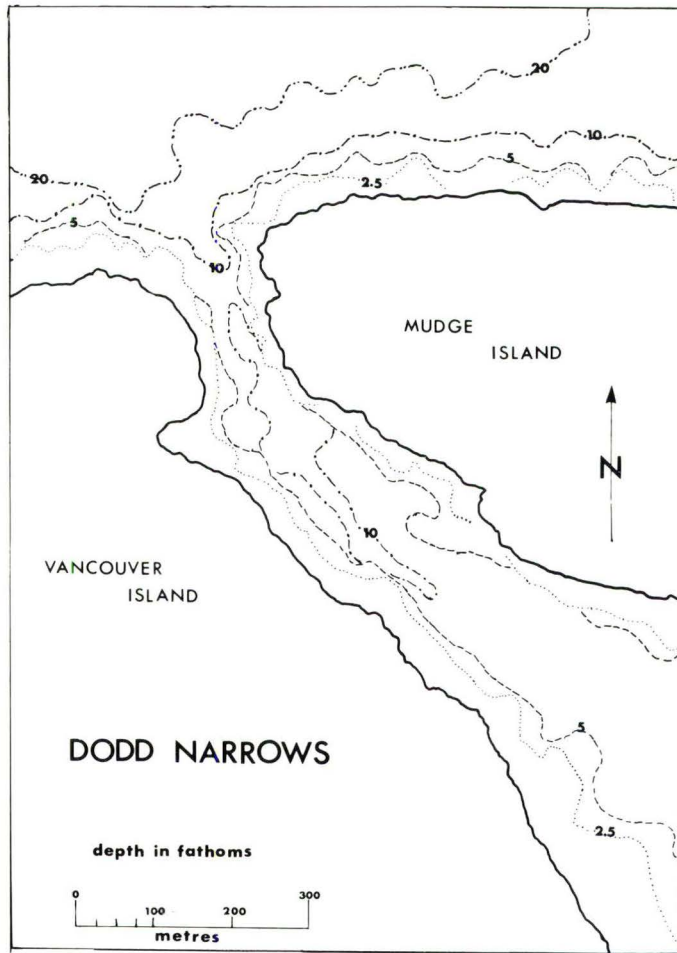 20
10
5
2.5
20
5
10
MUDGE
ISLAND
N
10
VANCOUVER
ISLAND
5
DODD NARROWS
2.5
depth in fathoms
0 100 200 300
metres